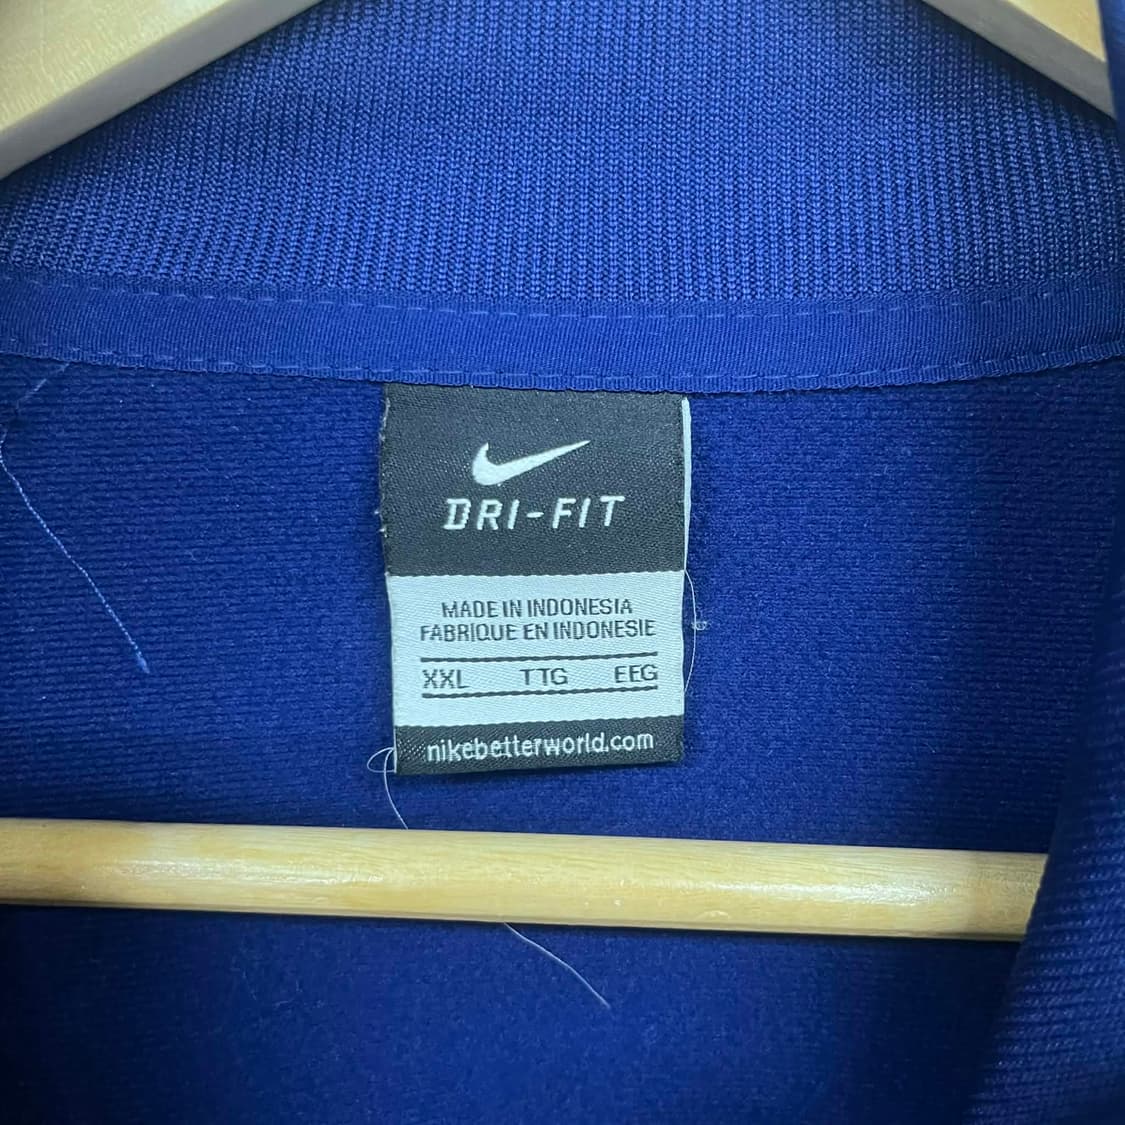 DRI-FIT
MADE IN INDONESIA
FABRIQUE EN INDONESIE
XXL TTG EEG
nikebetterworld.com